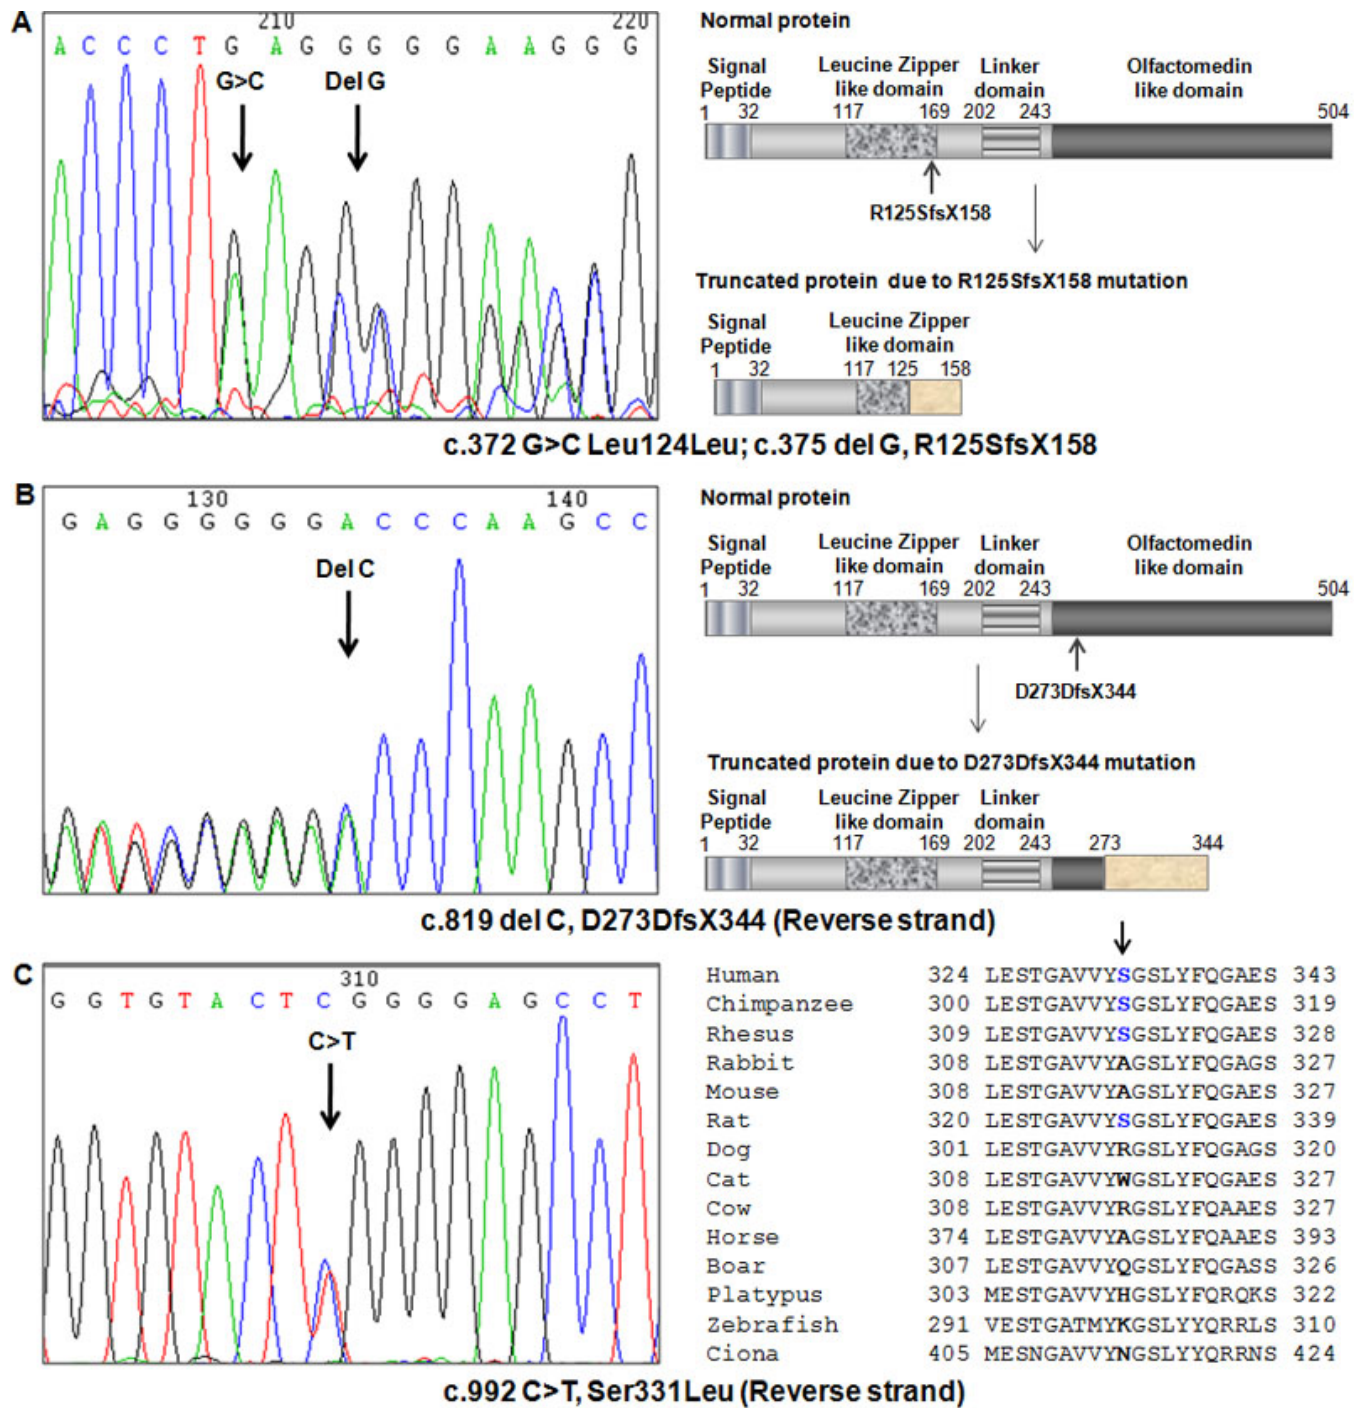 A
210 220
A C C C T G A G G G G G A A G G G
G>C Del G
Normal protein
Signal Peptide
Leucine Zipper like domain
Linker domain
Olfactomedin like domain
1 32 117 169 202 243 504
R125SfsX158
Truncated protein due to R125SfsX158 mutation
Signal Peptide
Leucine Zipper like domain
1 32 117 125 158
c.372 G>C Leu124Leu; c.375 del G, R125SfsX158
B
130 140
G A G G G G G G A C C C A A G C C
Del C
Normal protein
Signal Peptide
Leucine Zipper like domain
Linker domain
Olfactomedin like domain
1 32 117 169 202 243 504
D273DfsX344
Truncated protein due to D273DfsX344 mutation
Signal Peptide
Leucine Zipper like domain
Linker domain
1 32 117 169 202 243 273 344
c.819 del C, D273DfsX344 (Reverse strand)
C
310
G G T G T A C T C G G G G A G C C T
C>T
Human 324 LESTGAVVYSGSLYFQGAES 343
Chimpanzee 300 LESTGAVVYSGSLYFQGAES 319
Rhesus 309 LESTGAVVYSGSLYFQGAES 328
Rabbit 308 LESTGAVVYAGSLYFQGAGS 327
Mouse 308 LESTGAVVYAGSLYFQGAES 327
Rat 320 LESTGAVVYSGSLYFQGAES 339
Dog 301 LESTGAVVYRGSLYFQGAGS 320
Cat 308 LESTGAVVYWGSLYFQGAES 327
Cow 308 LESTGAVVYRGSLYFQAAES 327
Horse 374 LESTGAVVYAGSLYFQAAES 393
Boar 307 LESTGAVVYQGSLYFQGASS 326
Platypus 303 MESTGAVVYHGSLYFQRQKS 322
Zebrafish 291 VESTGATMYKGSLYYQRRLS 310
Ciona 405 MESNGAVVYNGSLYYQRRNS 424
c.992 C>T, Ser331Leu (Reverse strand)